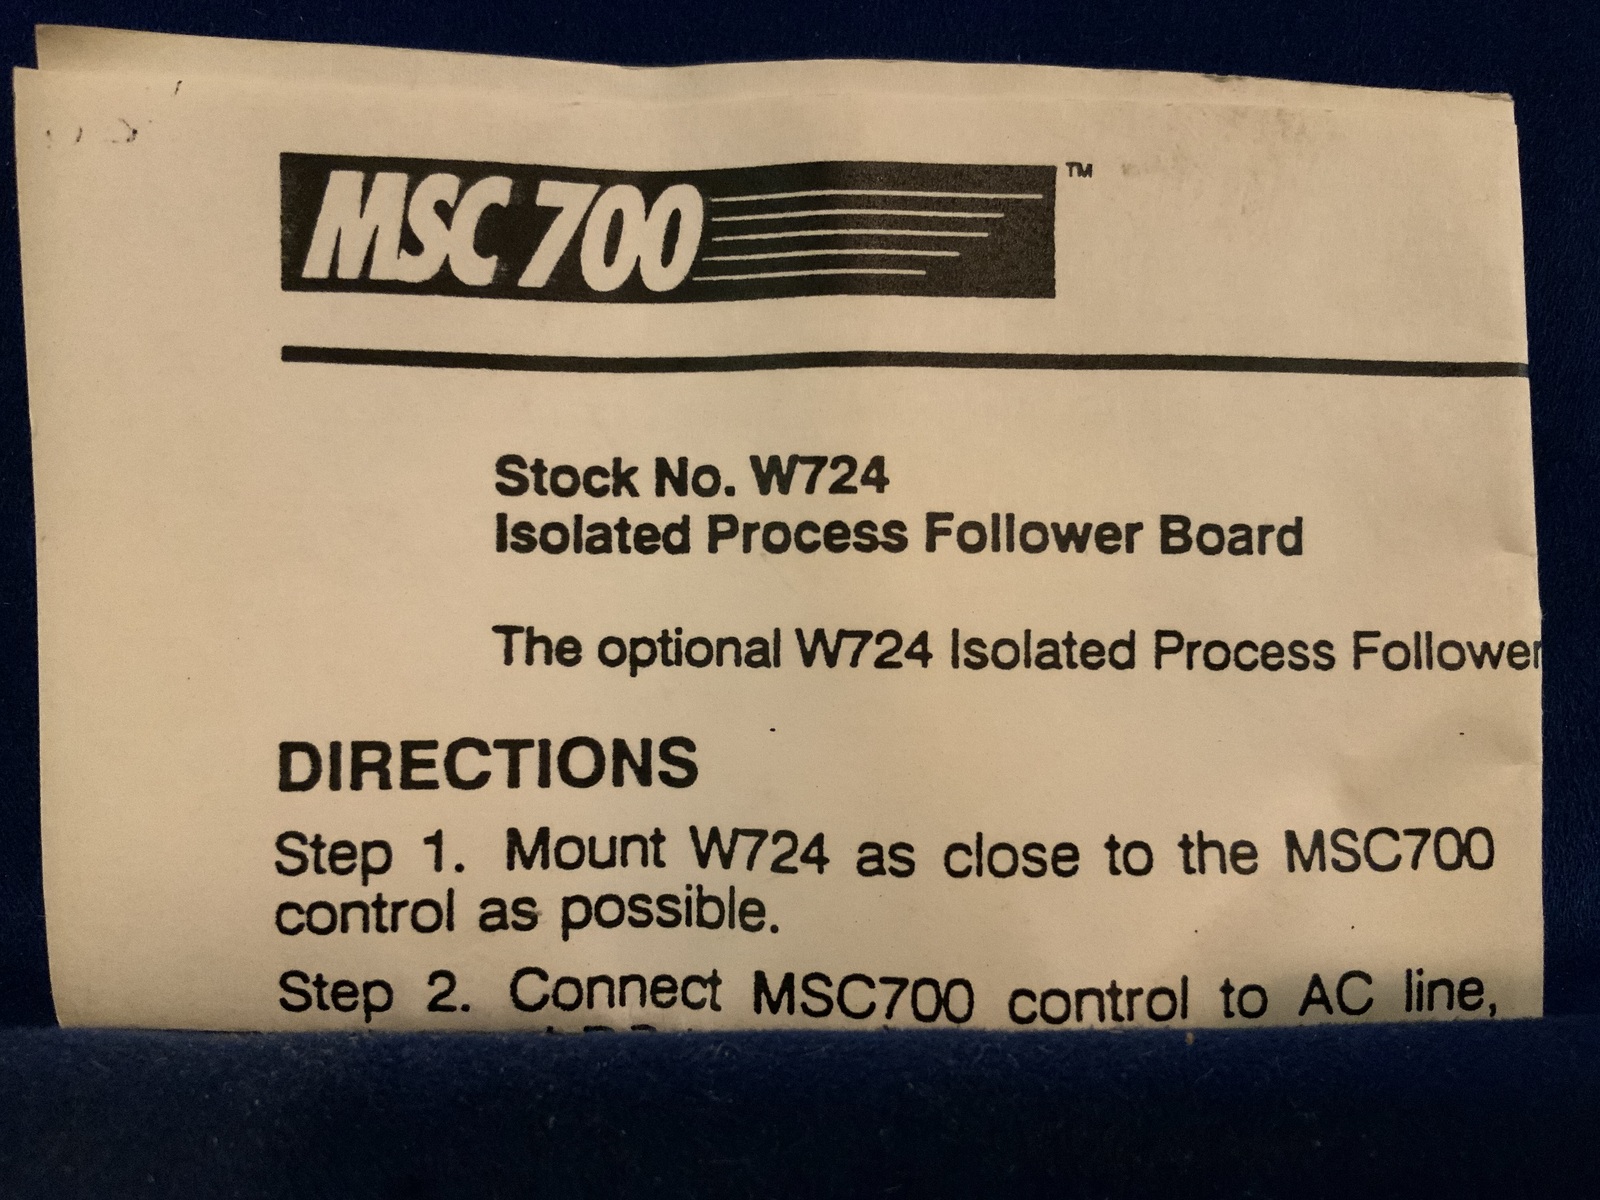 MSC 700 ™
Stock No. W724
Isolated Process Follower Board
The optional W724 Isolated Process Follower
DIRECTIONS
Step 1. Mount W724 as close to the MSC700
control as possible.
Step 2. Connect MSC700 control to AC line,